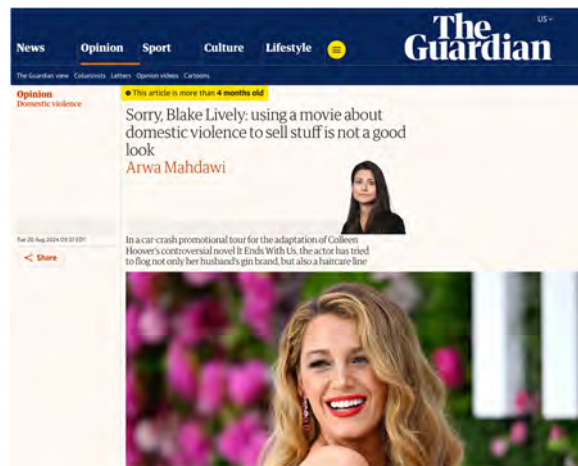 US
The Guardian
News Opinion Sport Culture Lifestyle
The Guardian view Columnists Letters Opinion videos Cartoons
Opinion
Domestic violence
This article is more than 4 months old
Sorry, Blake Lively: using a movie about
domestic violence to sell stuff is not a good
look
Arwa Mahdawi
Tue 20 Aug 2024 09.57 EDT
Share
In a car-crash promotional tour for the adaptation of Colleen
Hoover's controversial novel It Ends With Us, the actor has tried
to flog not only her husband's gin brand, but also a haircare line